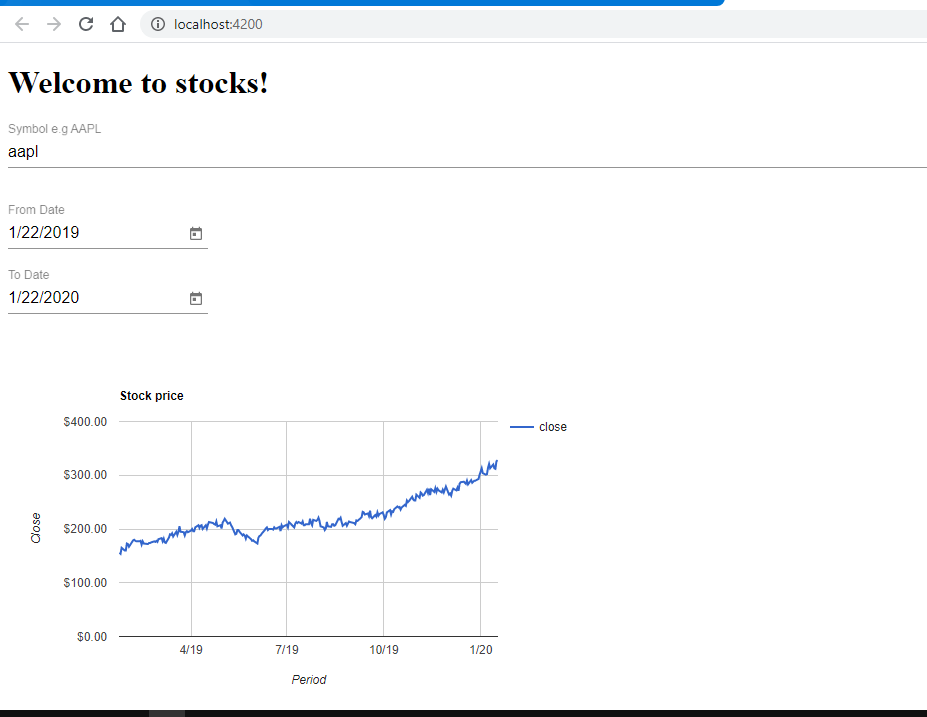 localhost:4200
Welcome to stocks!
Symbol e.g AAPL
aapl
From Date
1/22/2019
To Date
1/22/2020
Stock price
$400.00
close
$300.00
$200.00
Close
$100.00
$0.00
4/19 7/19 10/19 1/20
Period